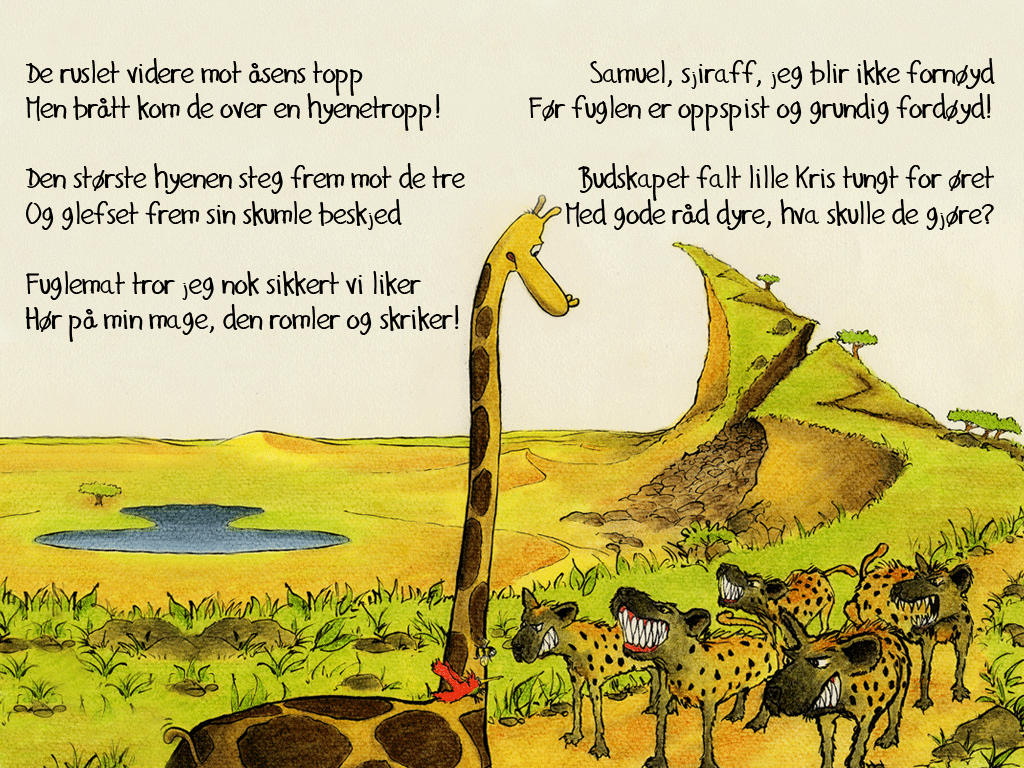 De ruslet videre mot åsens topp
Men brått kom de over en hyenetropp!
Den største hyenen steg frem mot de tre
Og glefset frem sin skumle beskjed
Fuglemat tror jeg nok sikkert vi liker
Hør på min mage, den romler og skriker!
Samuel, sjiraff, jeg blir ikke fornøyd
Før fuglen er oppspist og grundig fordøyd!
Budskapet falt lille Kris tungt for øret
Med gode råd dyre, hva skulle de gjøre?